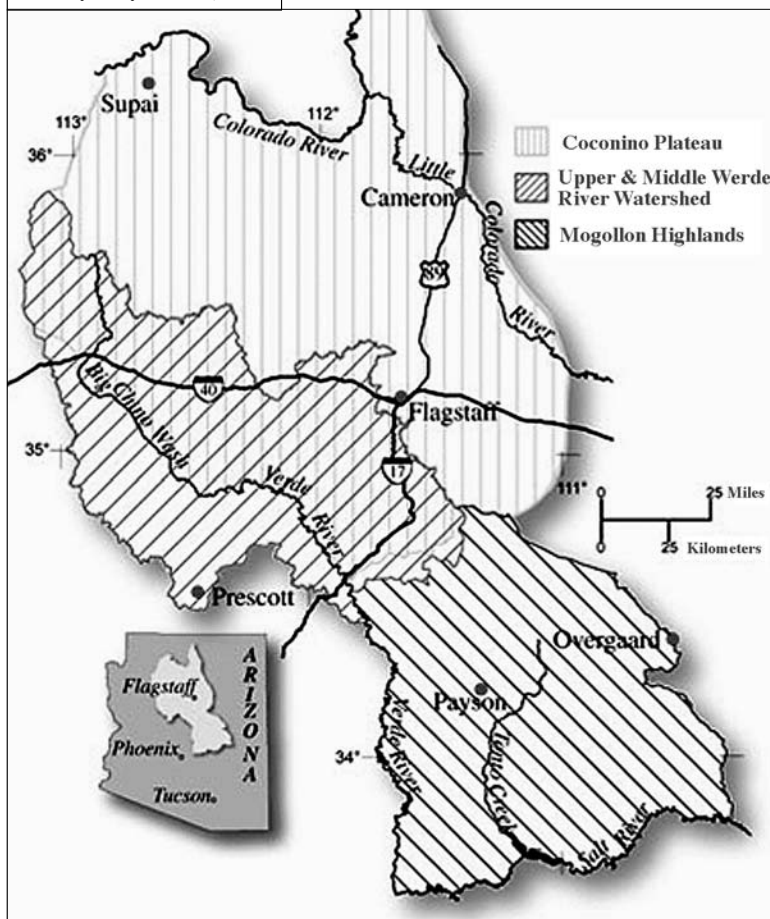 Supai
113°
112°
Colorado River
36°
Little
Cameron
Colorado
River
Coconino Plateau
Upper & Middle Werde
River Watershed
Mogollon Highlands
89
40
Big Chino Wash
Flagstaff
35°
17
Verde
River
111°
0
25 Miles
0
25
Kilometers
Prescott
Overgaard
Payson
Verde River
Tonto Creek
34°
Salt River
ARIZONA
Flagstaff
Phoenix
Tucson